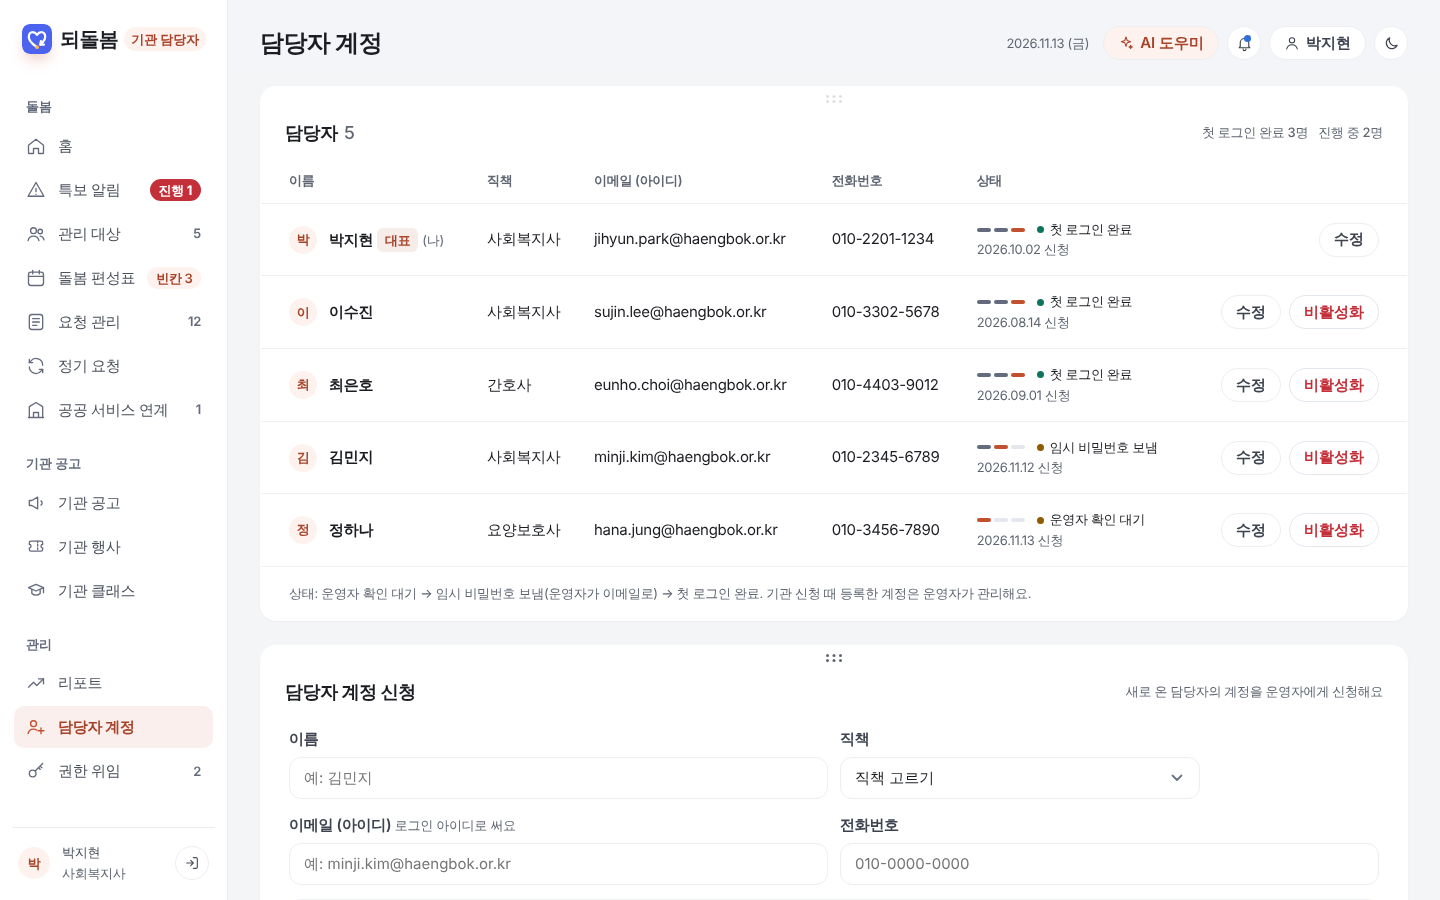 되돌봄 기관 담당자
돌봄
홈
특보 알림 진행 1
관리 대상 5
돌봄 편성표 빈칸 3
요청 관리 12
정기 요청
공공 서비스 연계 1
기관 공고
기관 공고
기관 행사
기관 클래스
관리
리포트
담당자 계정
권한 위임 2
박 박지현
사회복지사
담당자 계정
2026.11.13 (금) AI 도우미 박지현
담당자 5
첫 로그인 완료 3명 진행 중 2명
이름 직책 이메일 (아이디) 전화번호 상태
박 박지현 대표 (나) 사회복지사 jihyun.park@haengbok.or.kr 010-2201-1234 첫 로그인 완료 수정
2026.10.02 신청
이 이수진 사회복지사 sujin.lee@haengbok.or.kr 010-3302-5678 첫 로그인 완료 수정 비활성화
2026.08.14 신청
최 최은호 간호사 eunho.choi@haengbok.or.kr 010-4403-9012 첫 로그인 완료 수정 비활성화
2026.09.01 신청
김 김민지 사회복지사 minji.kim@haengbok.or.kr 010-2345-6789 임시 비밀번호 보냄 수정 비활성화
2026.11.12 신청
정 정하나 요양보호사 hana.jung@haengbok.or.kr 010-3456-7890 운영자 확인 대기 수정 비활성화
2026.11.13 신청
상태: 운영자 확인 대기 → 임시 비밀번호 보냄(운영자가 이메일로) → 첫 로그인 완료. 기관 신청 때 등록한 계정은 운영자가 관리해요.
담당자 계정 신청
새로 온 담당자의 계정을 운영자에게 신청해요
이름 직책
예: 김민지 직책 고르기
이메일 (아이디) 로그인 아이디로 써요 전화번호
예: minji.kim@haengbok.or.kr 010-0000-0000